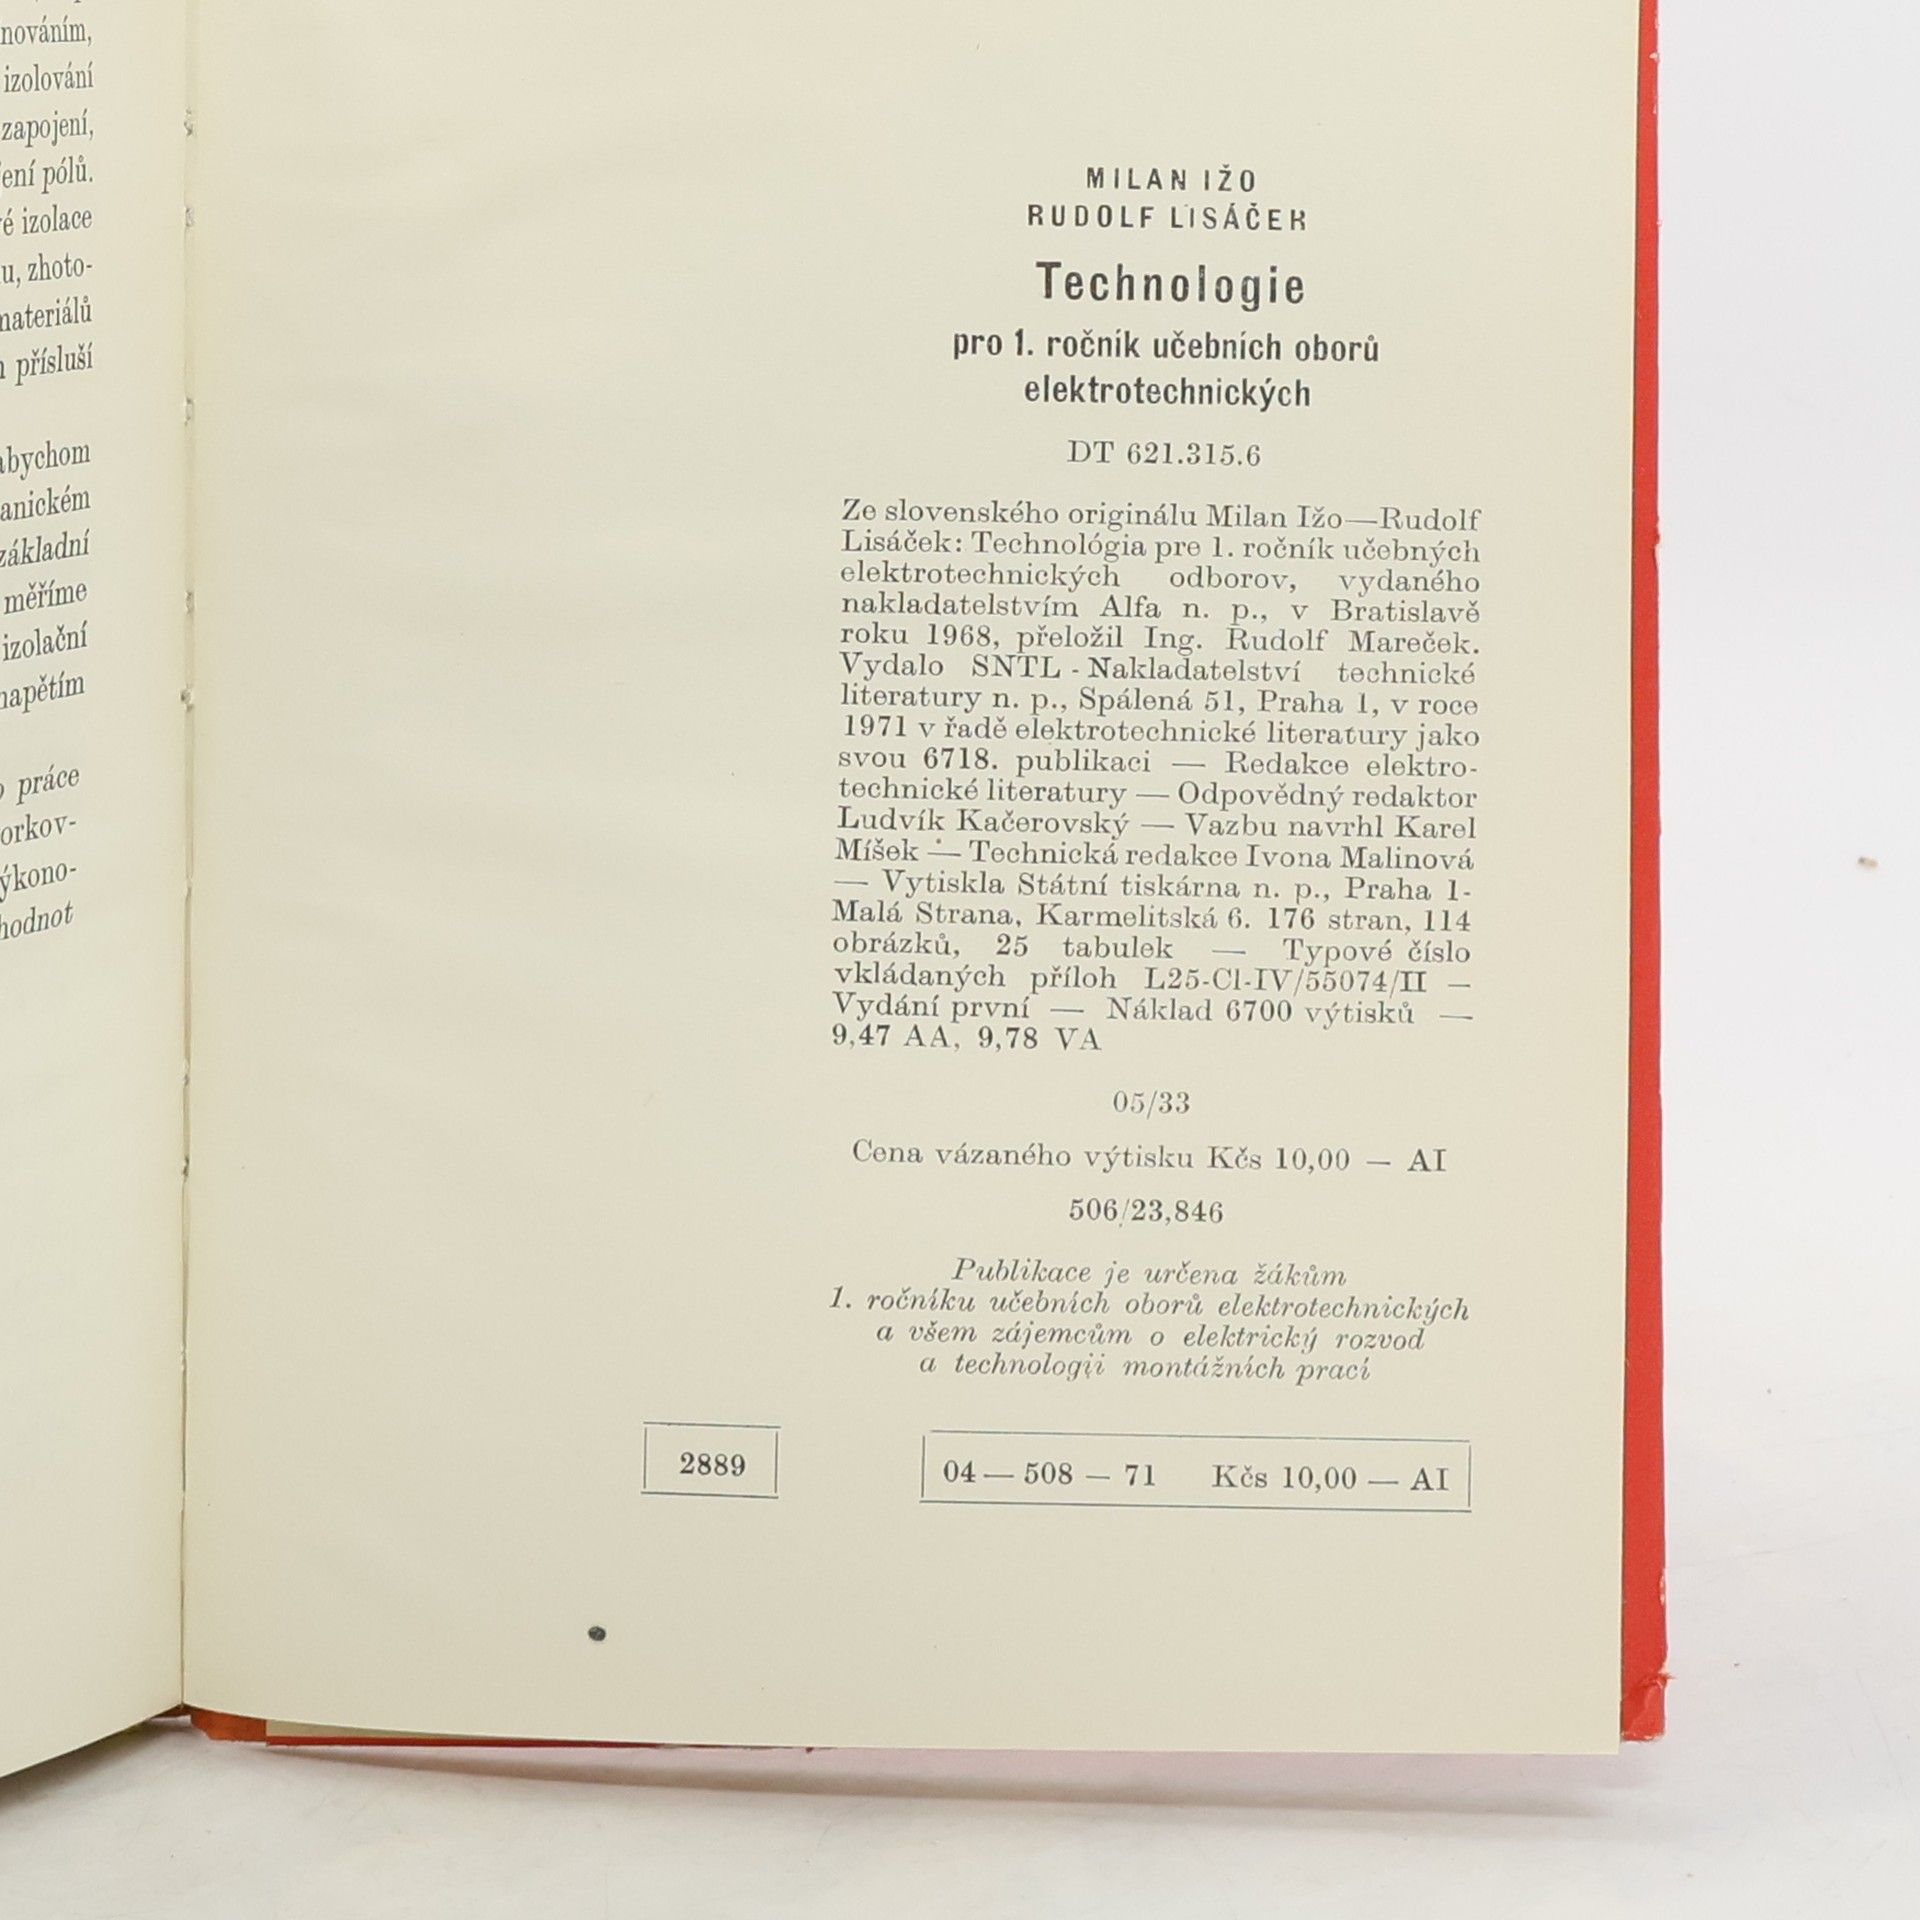 nováním,
izolování
zapojení,
ení pólů.
é izolace
u, zhoto-
materiálů
přísluší
abychom
anickém
základní
měříme
izolační
napětím
práce
orkov-
ýkono-
hodnot
MILAN IŽO
RUDOLF LISÁČEK
Technologie
pro 1. ročník učebních oborů
elektrotechnických
DT 621.315.6
Ze slovenského originálu Milan Ižo—Rudolf
Lisáček: Technológia pre 1. ročník učebných
elektrotechnických odborov, vydaného
nakladatelstvím Alfa n. p., v Bratislavě
roku 1968, přeložil Ing. Rudolf Mareček.
Vydalo SNTL - Nakladatelství technické
literatury n. p., Spálená 51, Praha 1, v roce
1971 v řadě elektrotechnické literatury jako
svou 6718. publikaci — Redakce elektro-
technické literatury — Odpovědný redaktor
Ludvík Kačerovský — Vazbu navrhl Karel
Míšek — Technická redakce Ivona Malinová
— Vytiskla Státní tiskárna n. p., Praha 1-
Malá Strana, Karmelitská 6. 176 stran, 114
obrázků, 25 tabulek — Typové číslo
vkládaných příloh L25-Cl-IV/55074/II —
Vydání první — Náklad 6700 výtisků —
9,47 AA, 9,78 VA
05/33
Cena vázaného výtisku Kčs 10,00 — AI
506/23,846
Publikace je určena žákům
1. ročníku učebních oborů elektrotechnických
a všem zájemcům o elektrický rozvod
a technologii montážních prací
2889
04 — 508 — 71 Kčs 10,00 — AI